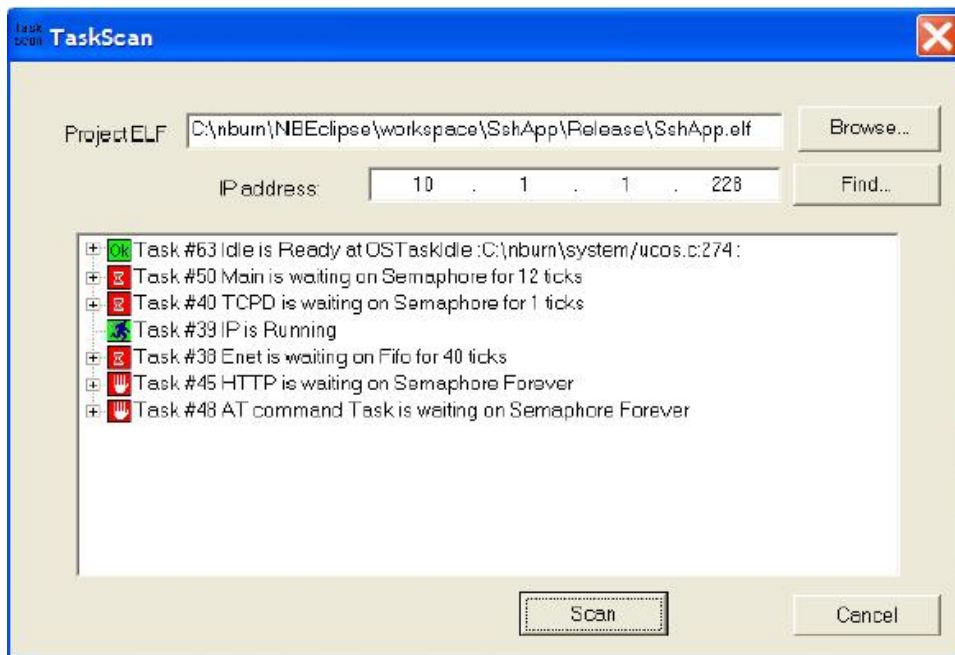 Task
scan TaskScan
Project ELF C:\nburn\NBEclipse\workspace\SshApp\Release\SshApp.elf Browse...
IP address: 10 . 1 . 1 . 228 Find...
Ok Task #63 Idle is Ready at OSTaskIdle :C:\nburn\system/ucos.c:274 :
Task #50 Main is waiting on Semaphore for 12 ticks
Task #40 TCPD is waiting on Semaphore for 1 ticks
Task #39 IP is Running
Task #38 Enet is waiting on Fifo for 40 ticks
Task #45 HTTP is waiting on Semaphore Forever
Task #48 AT command Task is waiting on Semaphore Forever
Scan Cancel